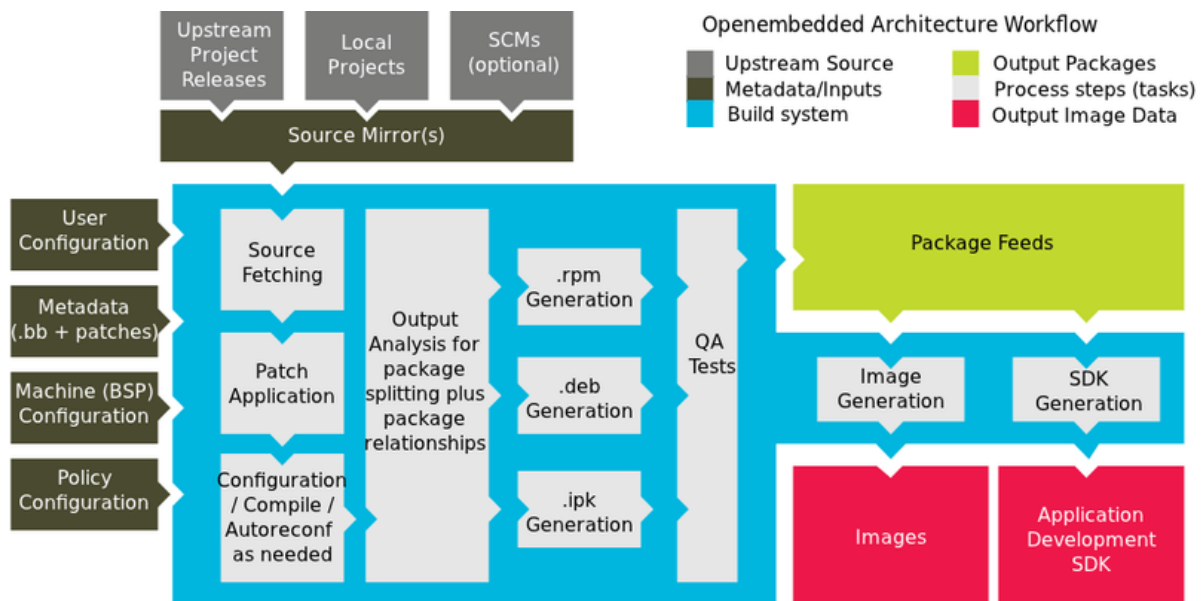 Upstream
Project
Releases
Local
Projects
SCMs
(optional)
Openembedded Architecture Workflow
Upstream Source
Metadata/Inputs
Build system
Output Packages
Process steps (tasks)
Output Image Data
Source Mirror(s)
User
Configuration
Metadata
(.bb + patches)
Machine (BSP)
Configuration
Policy
Configuration
Source
Fetching
Patch
Application
Configuration
/ Compile /
Autoreconf
as needed
Output
Analysis for
package
splitting plus
package
relationships
.rpm
Generation
.deb
Generation
.ipk
Generation
QA
Tests
Package Feeds
Image
Generation
SDK
Generation
Images
Application
Development
SDK